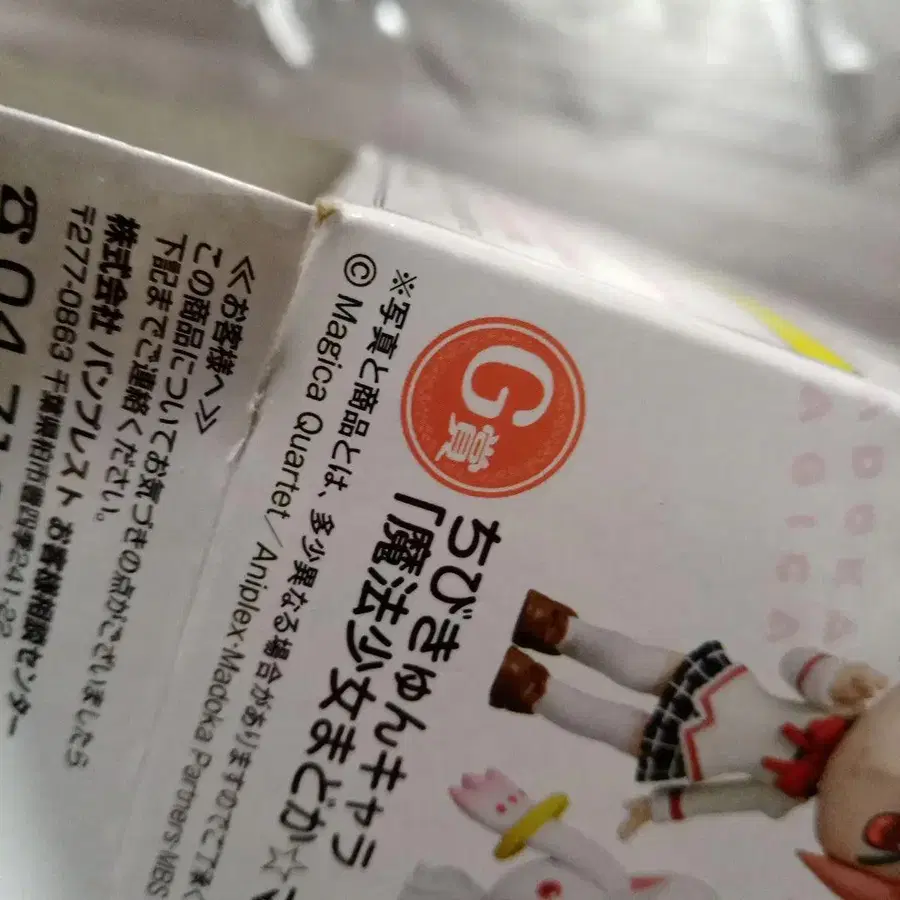 G賞
ちびきゅんキャラ
「魔法少女まどか☆
※写真と商品とは、多少異なる場合がありますのでご了承く
© Magica Quartet / Aniplex・Madoka Partners・MBS
MADOKA
MAGICA
≪お客様へ≫
この商品についてお気づきの点がございましたら
下記までご連絡ください。
株式会社 バンプレスト お客様相談センター
〒277-0863 千葉県柏市豊四季241-22
☎04-71